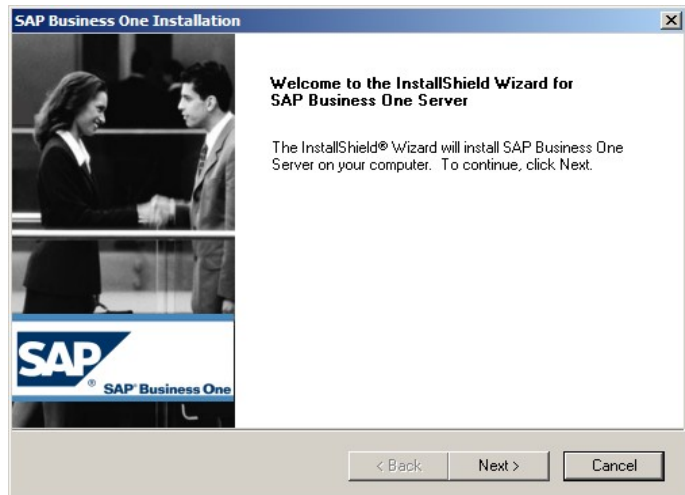 SAP Business One Installation
Welcome to the InstallShield Wizard for
SAP Business One Server
The InstallShield® Wizard will install SAP Business One
Server on your computer. To continue, click Next.
SAP®
SAP® Business One
< Back
Next >
Cancel